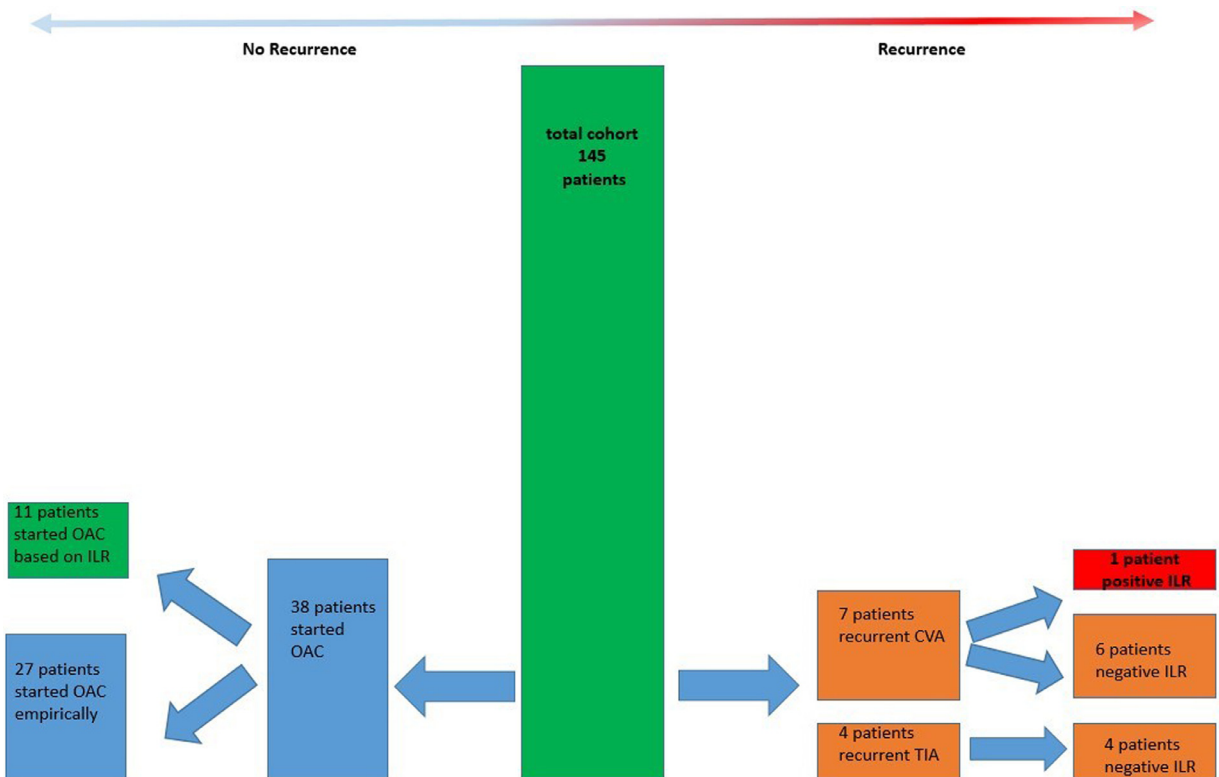 No Recurrence
Recurrence
total cohort
145
patients
11 patients
started OAC
based on ILR
27 patients
started OAC
empirically
38 patients
started
OAC
7 patients
recurrent CVA
4 patients
recurrent TIA
1 patient
positive ILR
6 patients
negative ILR
4 patients
negative ILR